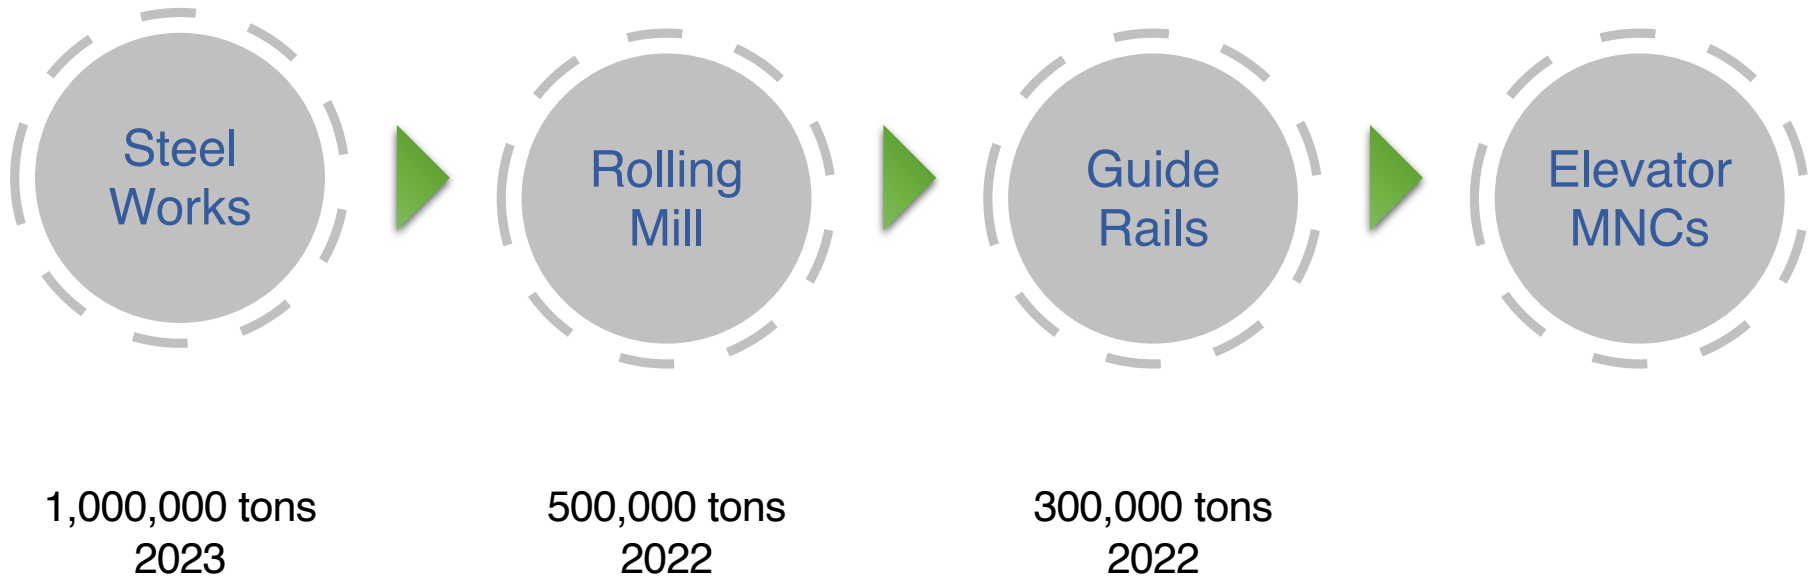 Steel
Works
Rolling
Mill
Guide
Rails
Elevator
MNCs
1,000,000 tons
2023
500,000 tons
2022
300,000 tons
2022